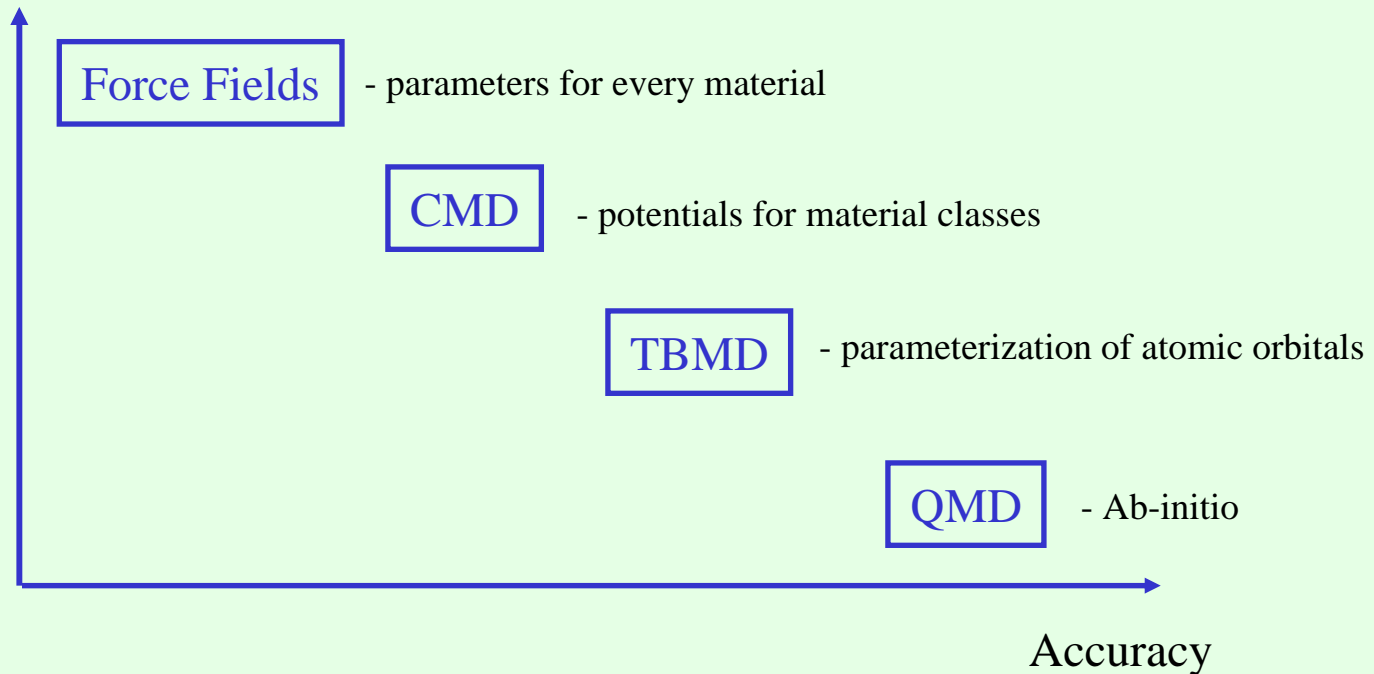 Force Fields - parameters for every material
CMD - potentials for material classes
TBMD - parameterization of atomic orbitals
QMD - Ab-initio
Accuracy